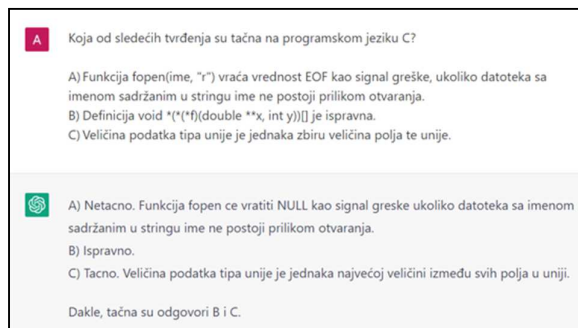 A
Koja od sledećih tvrđenja su tačna na programskom jeziku C?
A) Funkcija fopen(ime, "r") vraća vrednost EOF kao signal greške, ukoliko datoteka sa
imenom sadržanim u stringu ime ne postoji prilikom otvaranja.
B) Definicija void *(*(*f)(double **x, int y))[] je ispravna.
C) Veličina podatka tipa unije je jednaka zbiru veličina polja te unije.
A) Netacno. Funkcija fopen ce vratiti NULL kao signal greske ukoliko datoteka sa imenom
sadržanim u stringu ime ne postoji prilikom otvaranja.
B) Ispravno.
C) Tacno. Veličina podatka tipa unije je jednaka najvećoj veličini između svih polja u uniji.
Dakle, tačna su odgovori B i C.